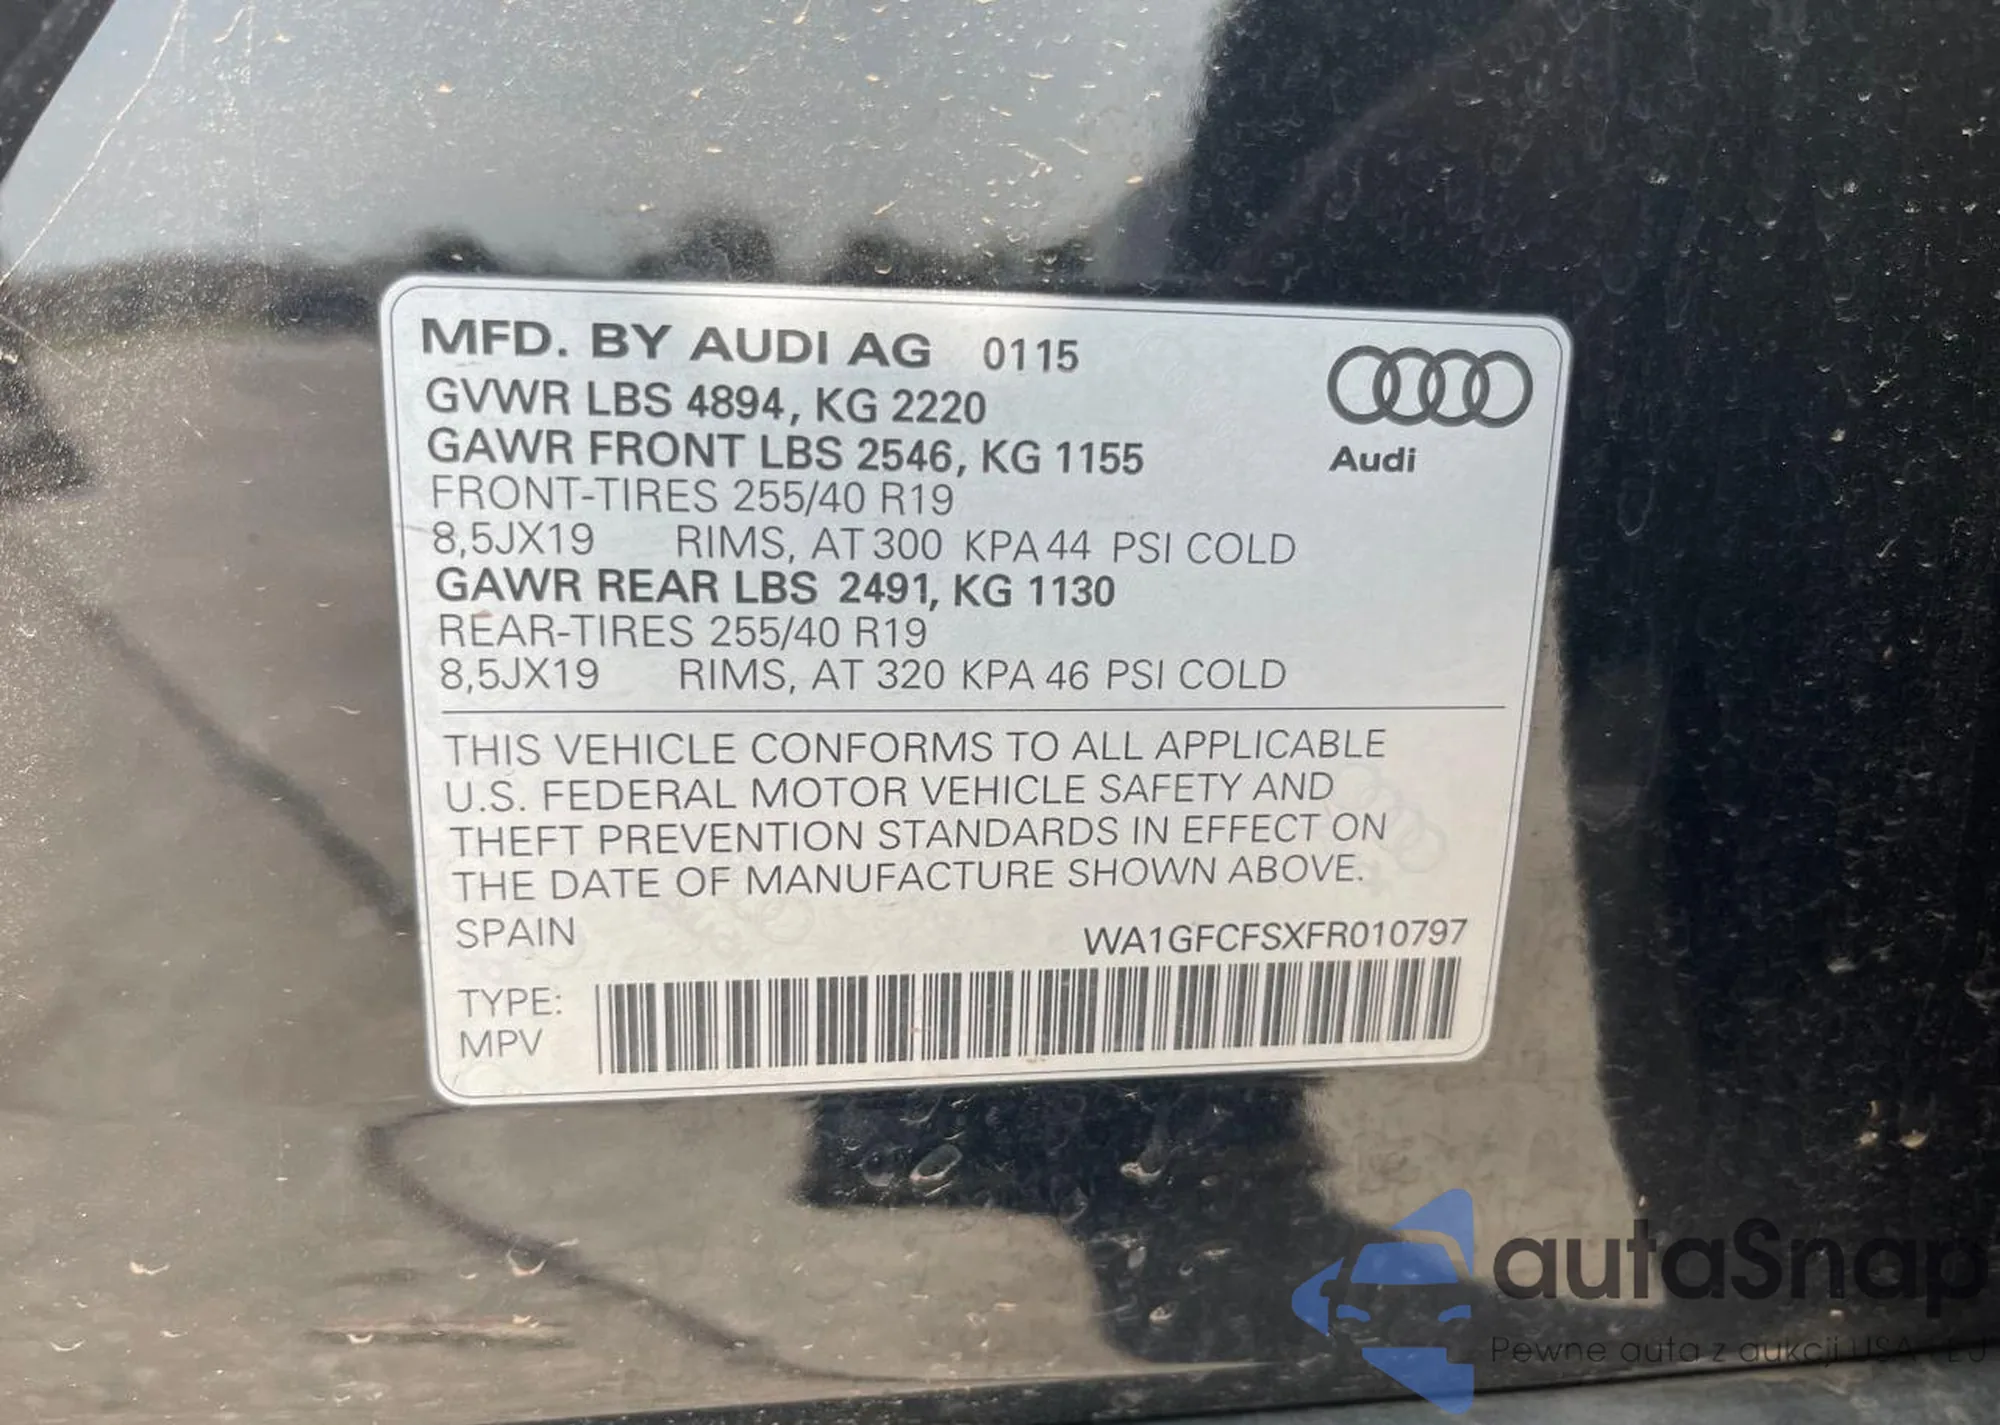 MFD. BY AUDI AG 0115
GVWR LBS 4894, KG 2220
GAWR FRONT LBS 2546, KG 1155
Audi
FRONT-TIRES 255/40 R19
8,5JX19 RIMS, AT 300 KPA 44 PSI COLD
GAWR REAR LBS 2491, KG 1130
REAR-TIRES 255/40 R19
8,5JX19 RIMS, AT 320 KPA 46 PSI COLD
THIS VEHICLE CONFORMS TO ALL APPLICABLE
U.S. FEDERAL MOTOR VEHICLE SAFETY AND
THEFT PREVENTION STANDARDS IN EFFECT ON
THE DATE OF MANUFACTURE SHOWN ABOVE.
SPAIN WA1GFCFSXFR010797
TYPE:
MPV
autaSnap
Pewne auta z aukcji USA